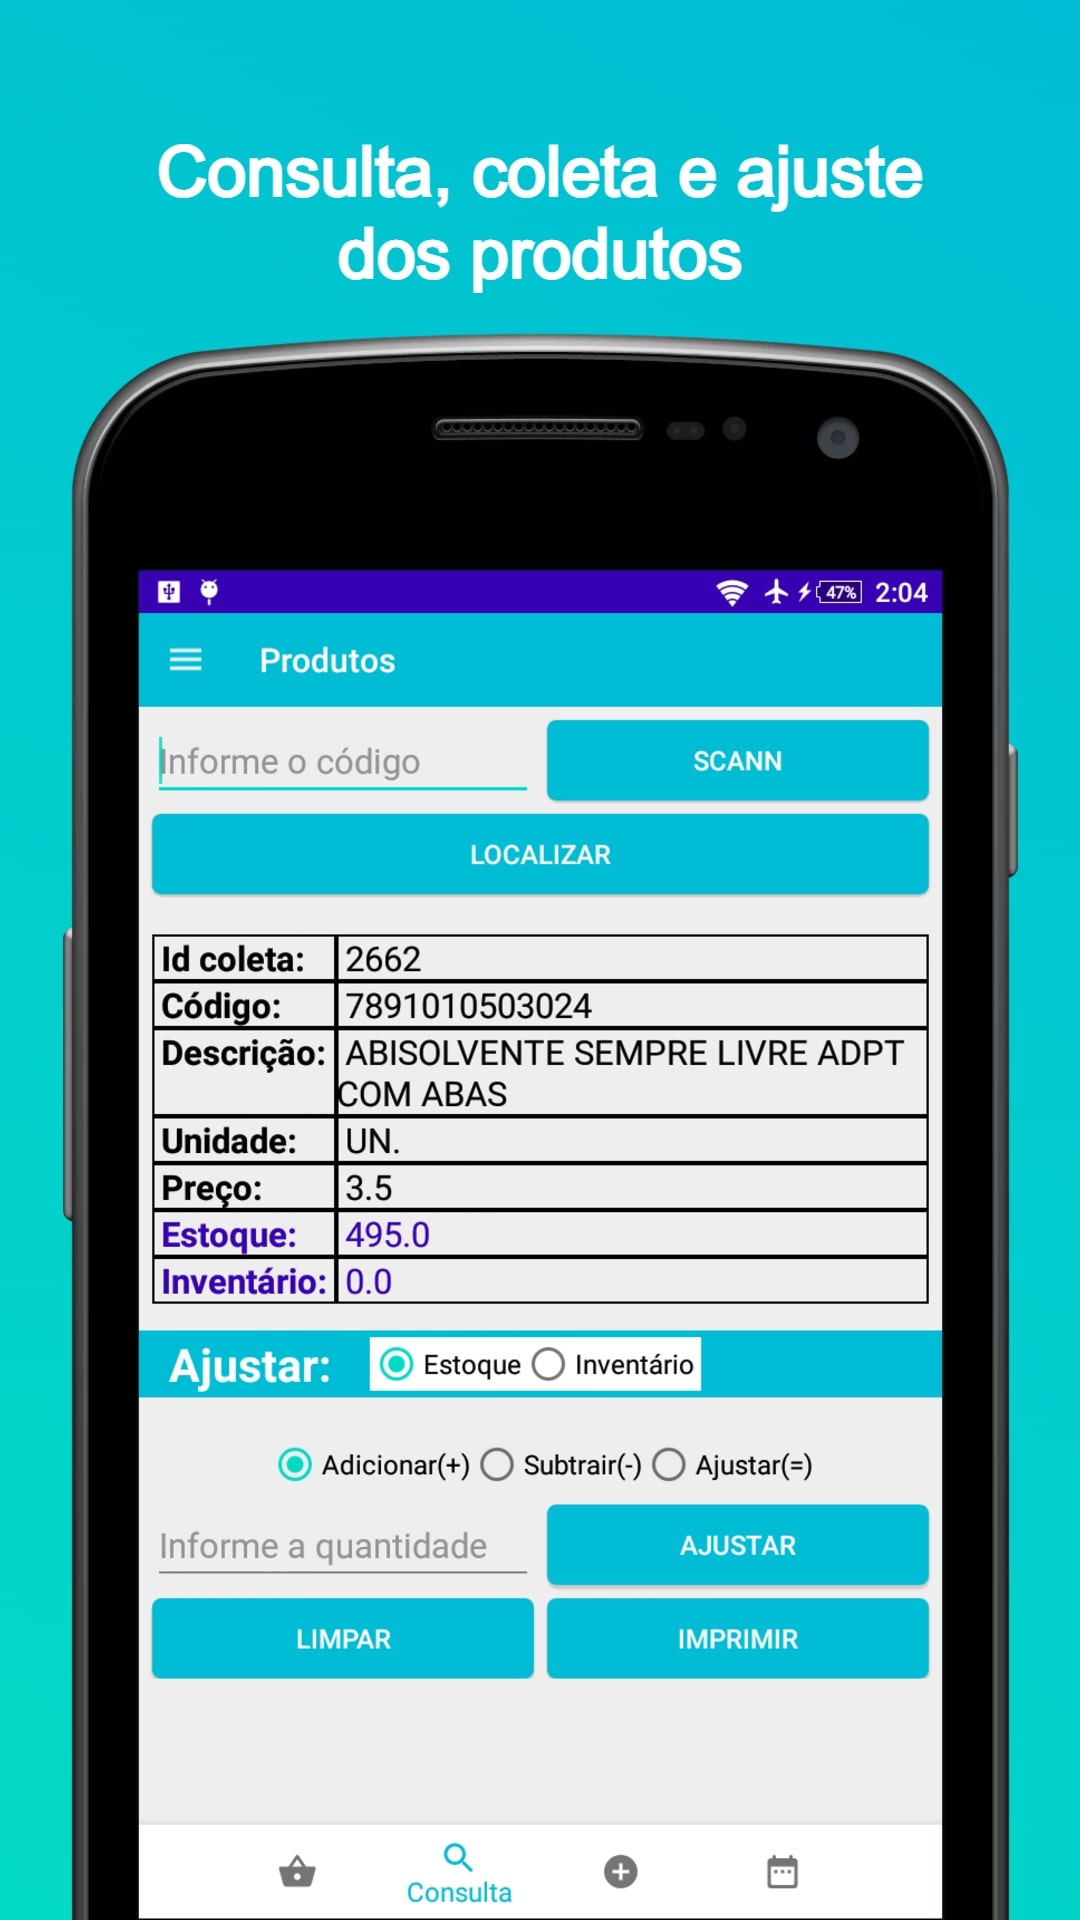 Consulta, coleta e ajuste
dos produtos
47% 2:04
Produtos
Informe o código
SCANN
LOCALIZAR
Id coleta: 2662
Código: 7891010503024
Descrição: ABISOLVENTE SEMPRE LIVRE ADPT
COM ABAS
Unidade: UN.
Preço: 3.5
Estoque: 495.0
Inventário: 0.0
Ajustar: Estoque Inventário
Adicionar(+) Subtrair(-) Ajustar(=)
Informe a quantidade
AJUSTAR
LIMPAR
IMPRIMIR
Consulta